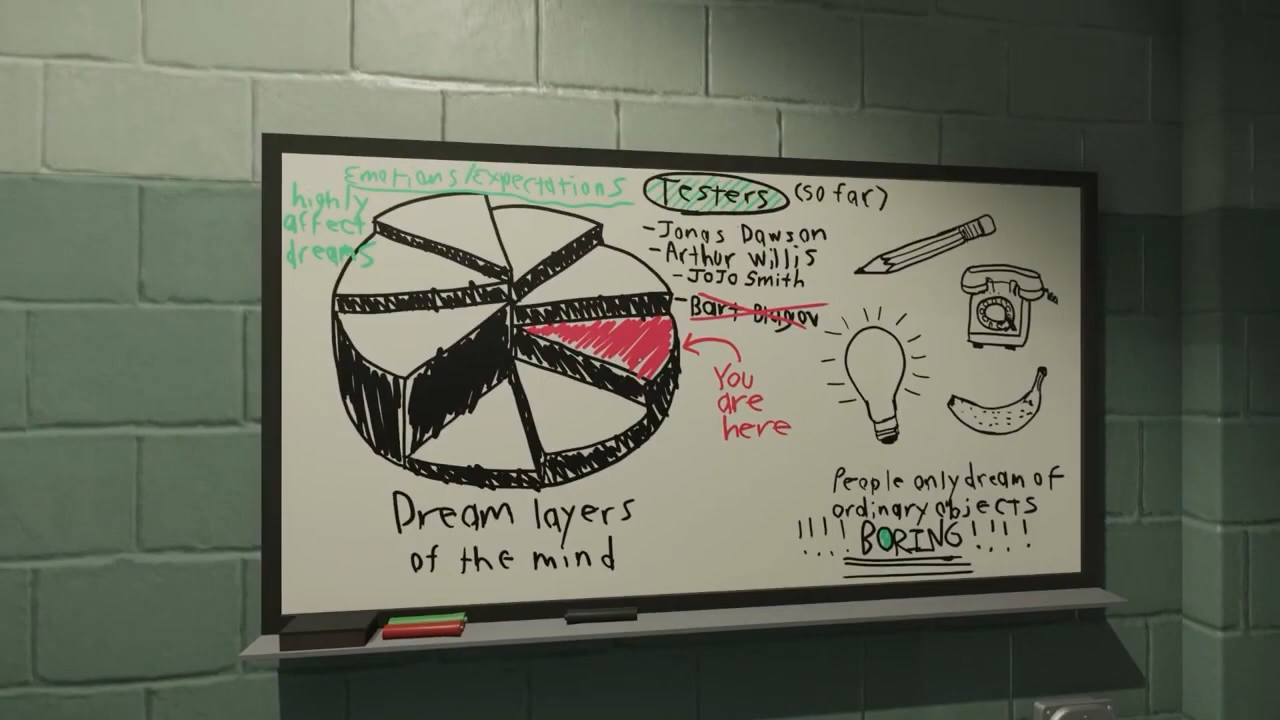 Emotions/Expectations
highly
affect
dreams
Testers (so far)
-Jonas Dawson
-Arthur Willis
-JoJo Smith
-Bart
You
are
here
Dream layers
of the mind
People only dream of
ordinary objects
!!!! BORING !!!!